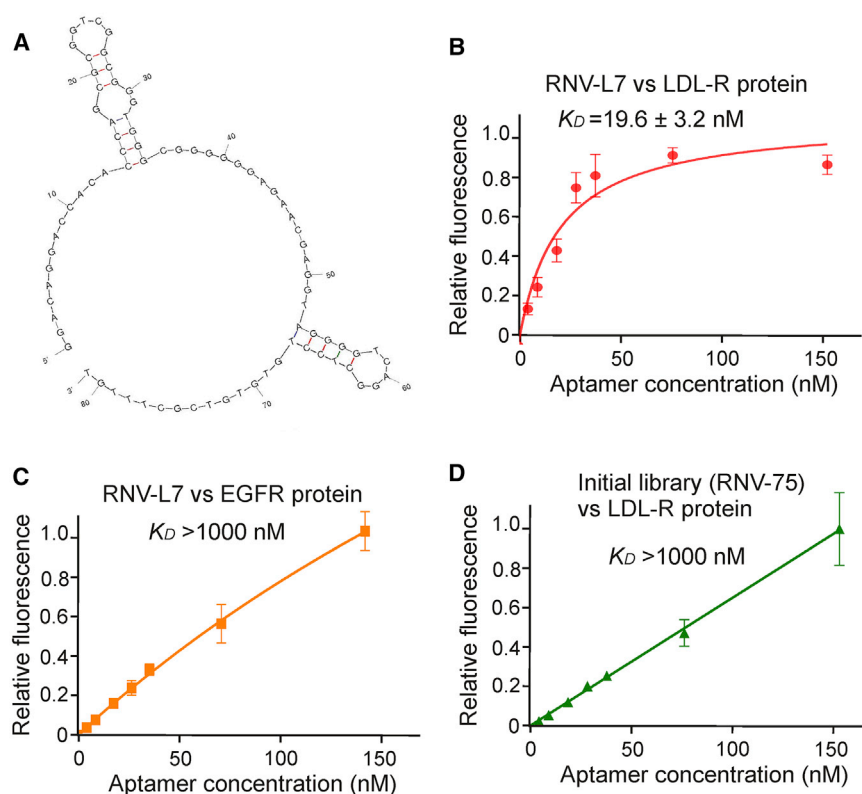 A
5'
10
20
30
40
50
60
70
80
3'
B
RNV-L7 vs LDL-R protein
K_D = 19.6 ± 3.2 nM
Relative fluorescence
1.0
0.8
0.6
0.4
0.2
0
0 50 100 150
Aptamer concentration (nM)
C
RNV-L7 vs EGFR protein
K_D >1000 nM
Relative fluorescence
1.0
0.8
0.6
0.4
0.2
0
0 50 100 150
Aptamer concentration (nM)
D
Initial library (RNV-75)
vs LDL-R protein
K_D >1000 nM
Relative fluorescence
1.0
0.8
0.6
0.4
0.2
0
0 50 100 150
Aptamer concentration (nM)